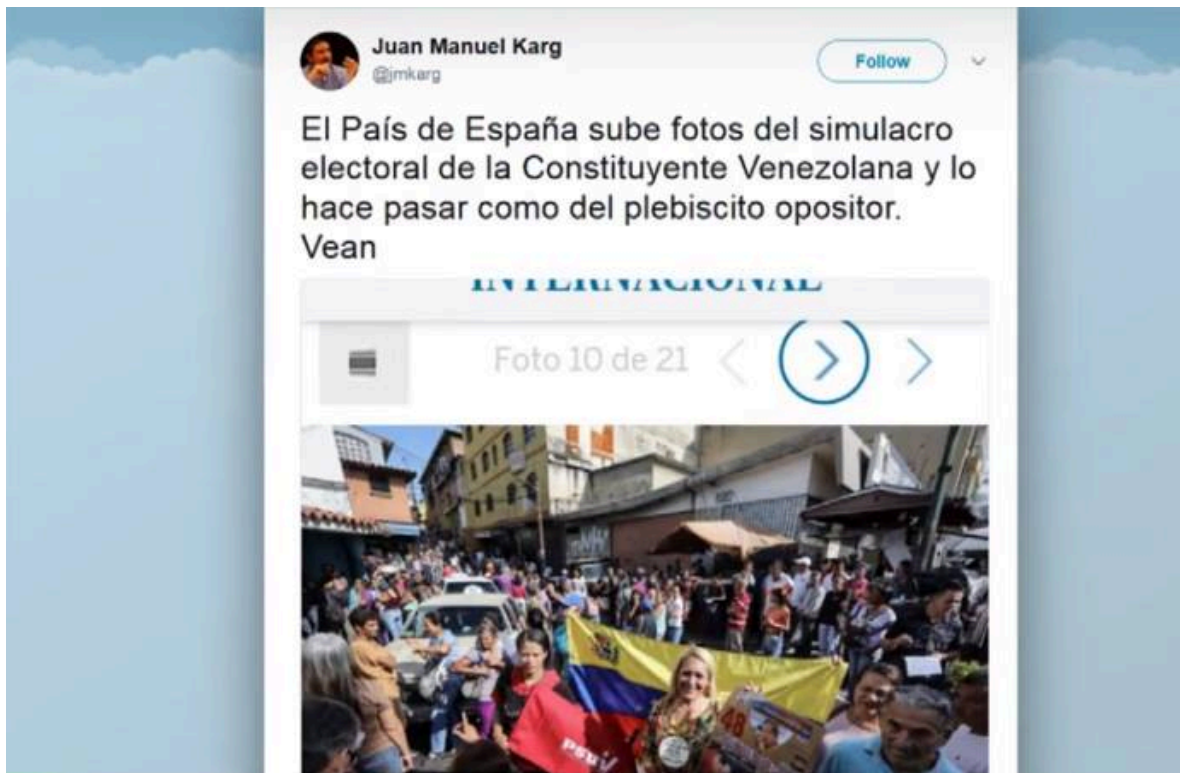 Juan Manuel Karg
@jmkarg
Follow
El País de España sube fotos del simulacro
electoral de la Constituyente Venezolana y lo
hace pasar como del plebiscito opositor.
Vean
INTERNACIONAL
Foto 10 de 21
PSUV